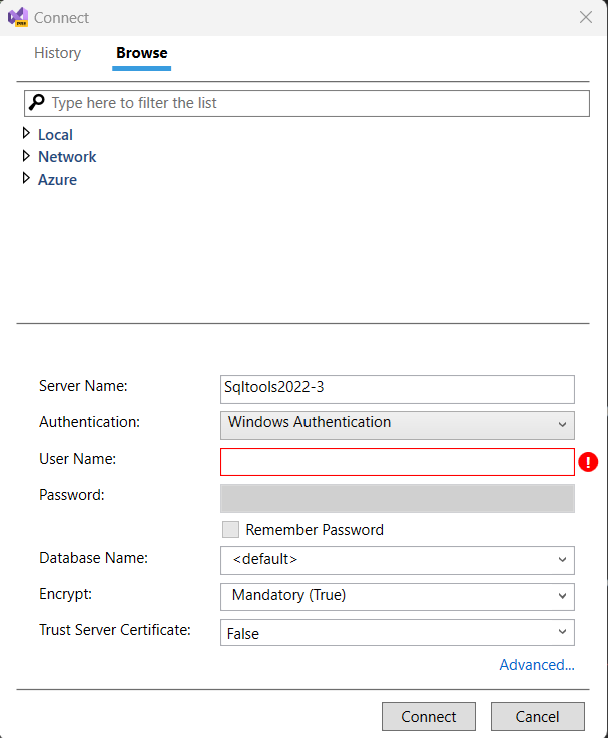 Connect
History Browse
Type here to filter the list
Local
Network
Azure
Server Name: Sqltools2022-3
Authentication: Windows Authentication
User Name:
Password:
Remember Password
Database Name: <default>
Encrypt: Mandatory (True)
Trust Server Certificate: False
Advanced...
Connect Cancel